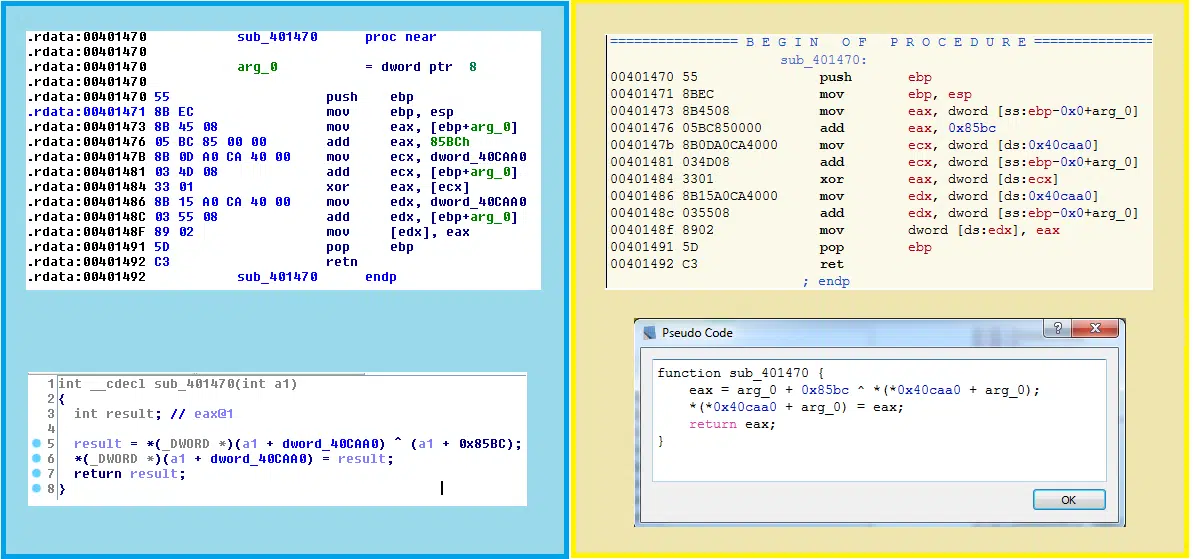 .rdata:00401470 sub_401470 proc near
.rdata:00401470
.rdata:00401470 arg_0 = dword ptr 8
.rdata:00401470
.rdata:00401470 55 push ebp
.rdata:00401471 8B EC mov ebp, esp
.rdata:00401473 8B 45 08 mov eax, [ebp+arg_0]
.rdata:00401476 05 BC 85 00 00 add eax, 85BCh
.rdata:0040147B 8B 0D A0 CA 40 00 mov ecx, dword_40CAA0
.rdata:00401481 03 4D 08 add ecx, [ebp+arg_0]
.rdata:00401484 33 01 xor eax, [ecx]
.rdata:00401486 8B 15 A0 CA 40 00 mov edx, dword_40CAA0
.rdata:0040148C 03 55 08 add edx, [ebp+arg_0]
.rdata:0040148F 89 02 mov [edx], eax
.rdata:00401491 5D pop ebp
.rdata:00401492 C3 retn
.rdata:00401492 sub_401470 endp
1 int __cdecl sub_401470(int a1)
2 {
3 int result; // eax@1
4
5 result = *(_DWORD *)(a1 + dword_40CAA0) ^ (a1 + 0x85BC);
6 *(_DWORD *)(a1 + dword_40CAA0) = result;
7 return result;
8 }
================ B E G I N   O F   P R O C E D U R E ===============
sub_401470:
00401470 55 push ebp
00401471 8BEC mov ebp, esp
00401473 8B4508 mov eax, dword [ss:ebp-0x0+arg_0]
00401476 05BC850000 add eax, 0x85bc
0040147b 8B0DA0CA4000 mov ecx, dword [ds:0x40caa0]
00401481 034D08 add ecx, dword [ss:ebp-0x0+arg_0]
00401484 3301 xor eax, dword [ds:ecx]
00401486 8B15A0CA4000 mov edx, dword [ds:0x40caa0]
0040148c 035508 add edx, dword [ss:ebp-0x0+arg_0]
0040148f 8902 mov dword [ds:edx], eax
00401491 5D pop ebp
00401492 C3 ret
; endp
Pseudo Code
function sub_401470 {
eax = arg_0 + 0x85bc ^ *(*0x40caa0 + arg_0);
*(*0x40caa0 + arg_0) = eax;
return eax;
}
OK